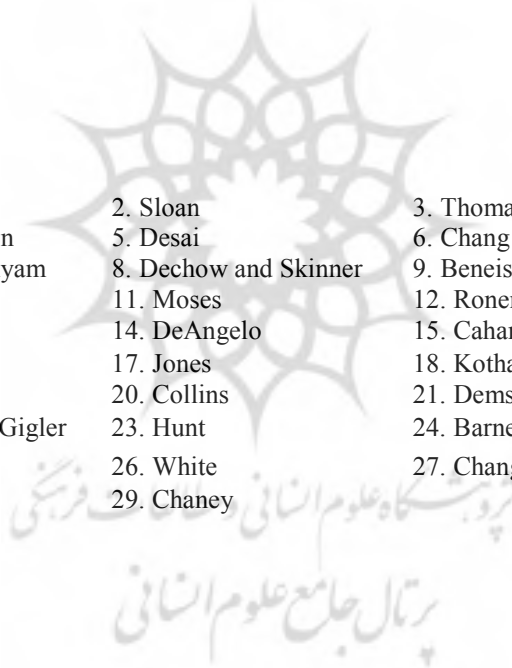 2. Sloan 3. Thoma
n 5. Desai 6. Chang
yam 8. Dechow and Skinner 9. Beneis
11. Moses 12. Roner
14. DeAngelo 15. Cahar
17. Jones 18. Kotha
20. Collins 21. Dems
Gigler 23. Hunt 24. Barne
26. White 27. Chang
29. Chaney
پژوهشگاه علوم انسانی و مطالعات فرهنگی
پرتال جامع علوم انسانی